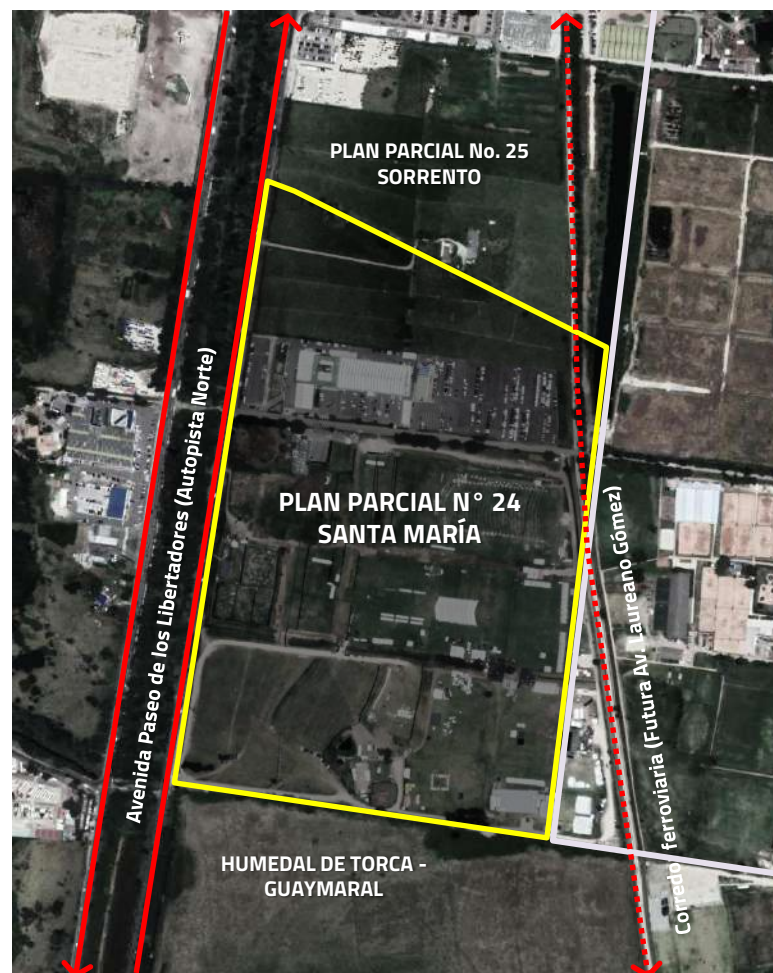 PLAN PARCIAL No. 25
SORRENTO
PLAN PARCIAL N° 24
SANTA MARÍA
Avenida Paseo de los Libertadores (Autopista Norte)
Corredor ferroviaria (Futura Av. Laureano Gómez)
HUMEDAL DE TORCA -
GUAYMARAL